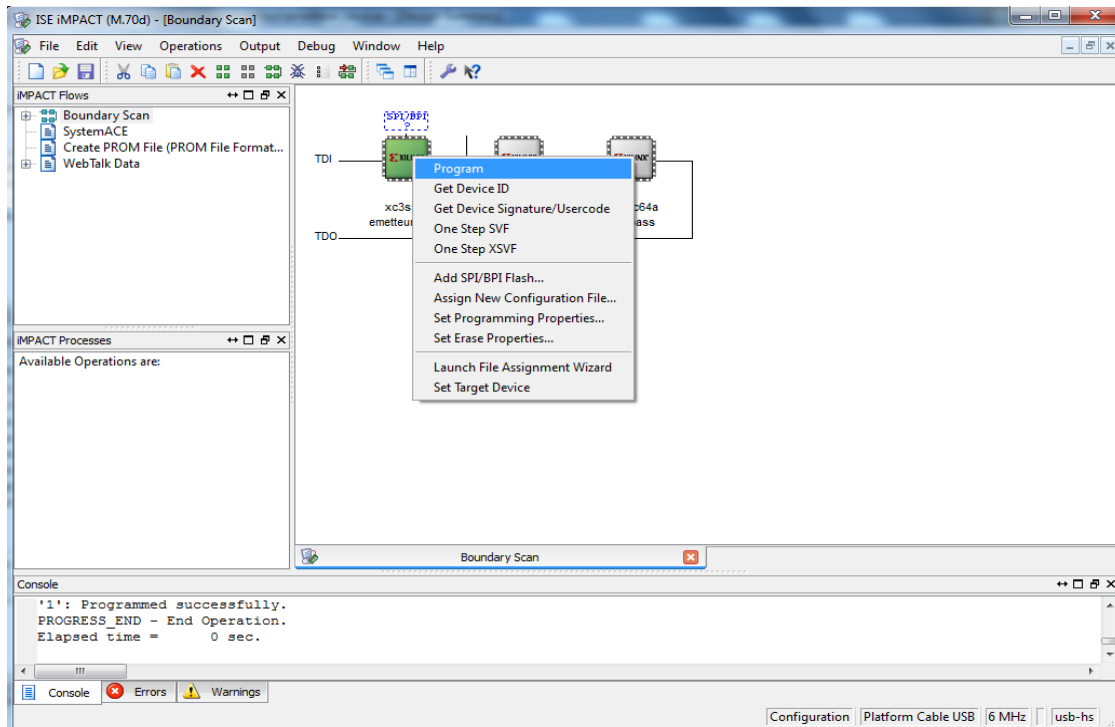 ISE iMPACT (M.70d) - [Boundary Scan]
File Edit View Operations Output Debug Window Help
iMPACT Flows
Boundary Scan
SystemACE
Create PROM File (PROM File Format...
WebTalk Data
SPI/BPI
?
TDI
TDO
Program
Get Device ID
Get Device Signature/Usercode
One Step SVF
One Step XSVF
Add SPI/BPI Flash...
Assign New Configuration File...
Set Programming Properties...
Set Erase Properties...
Launch File Assignment Wizard
Set Target Device
iMPACT Processes
Available Operations are:
Boundary Scan
Console
'1': Programmed successfully.
PROGRESS_END - End Operation.
Elapsed time = 0 sec.
Console Errors Warnings
Configuration Platform Cable USB 6 MHz usb-hs